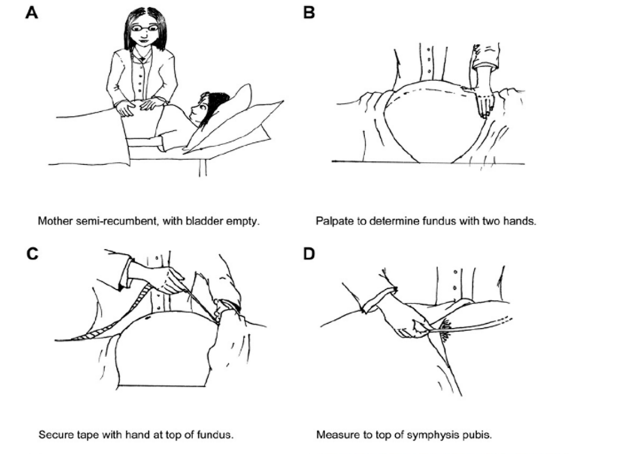 A
B
Mother semi-recumbent, with bladder empty.
Palpate to determine fundus with two hands.
C
D
Secure tape with hand at top of fundus.
Measure to top of symphysis pubis.